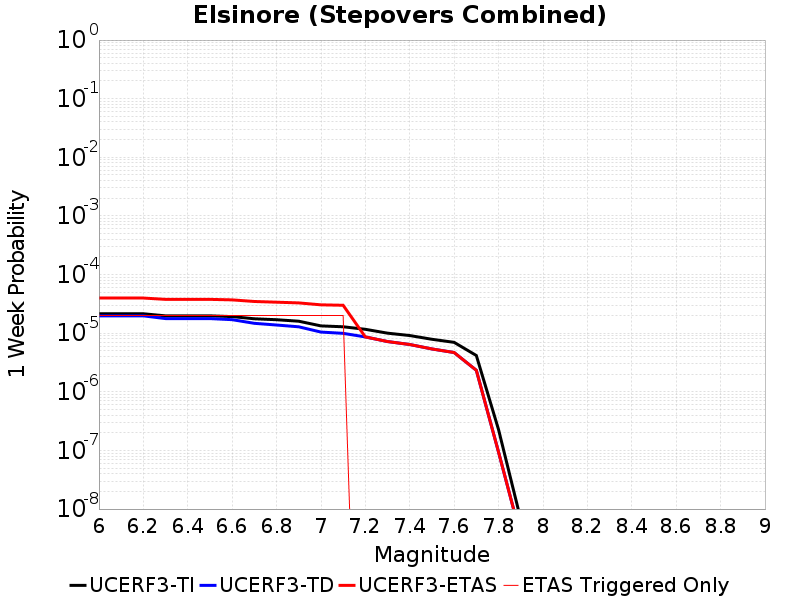 Elsinore (Stepovers Combined)
1 Week Probability
10^0
10^-1
10^-2
10^-3
10^-4
10^-5
10^-6
10^-7
10^-8
6 6.2 6.4 6.6 6.8 7 7.2 7.4 7.6 7.8 8 8.2 8.4 8.6 8.8 9
Magnitude
UCERF3-TI UCERF3-TD UCERF3-ETAS ETAS Triggered Only